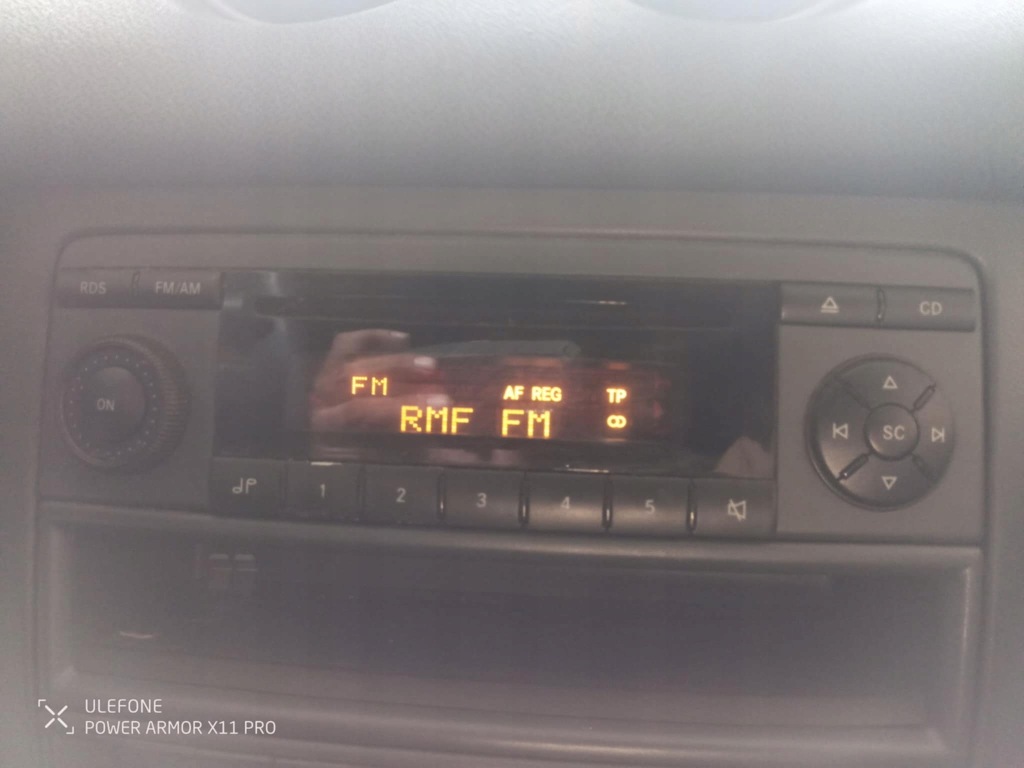 RDS FM/AM
CD
FM AF REG TP
RMF FM
ON
SC
1 2 3 4 5
ULEFONE
POWER ARMOR X11 PRO